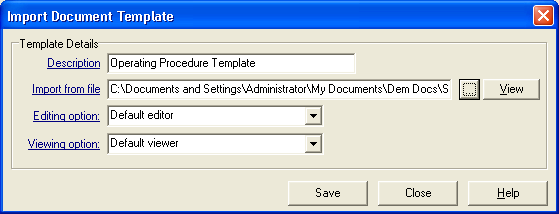 Import Document Template
Template Details
Description Operating Procedure Template
Import from file C:\Documents and Settings\Administrator\My Documents\Dem Docs\S ... View
Editing option: Default editor
Viewing option: Default viewer
Save Close Help